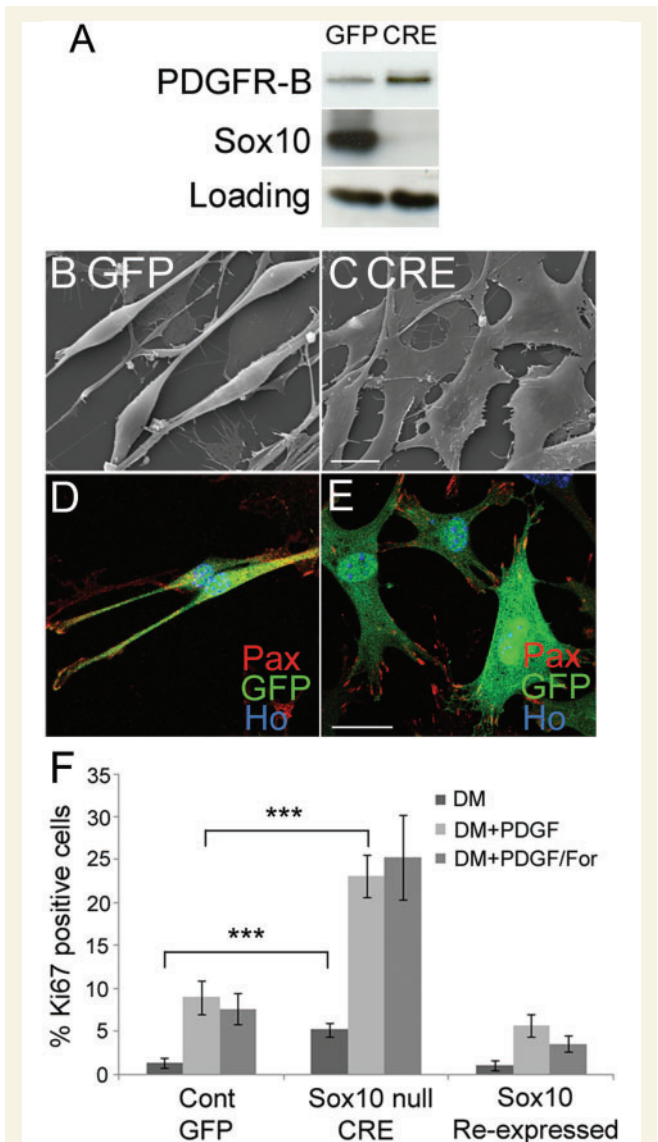 A
GFP CRE
PDGFR-B
Sox10
Loading
B GFP
C CRE
D
Pax
GFP
Ho
E
Pax
GFP
Ho
F
% Ki67 positive cells
35
30
25
20
15
10
5
0
***
***
DM
DM+PDGF
DM+PDGF/For
Cont
GFP
Sox10 null
CRE
Sox10
Re-expressed